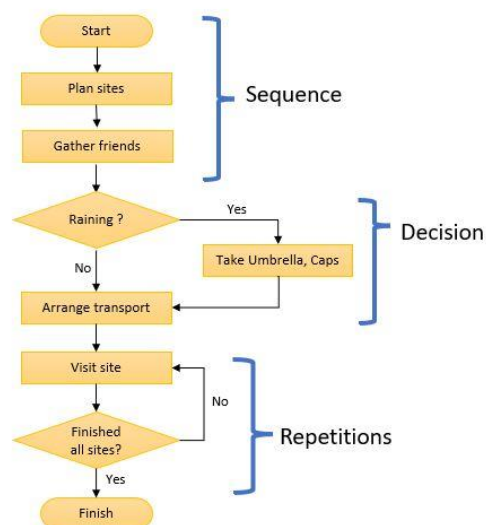 Start
Plan sites
Sequence
Gather friends
Raining ?
Yes
Decision
Take Umbrella, Caps
No
Arrange transport
Visit site
No
Finished
all sites?
Repetitions
Yes
Finish